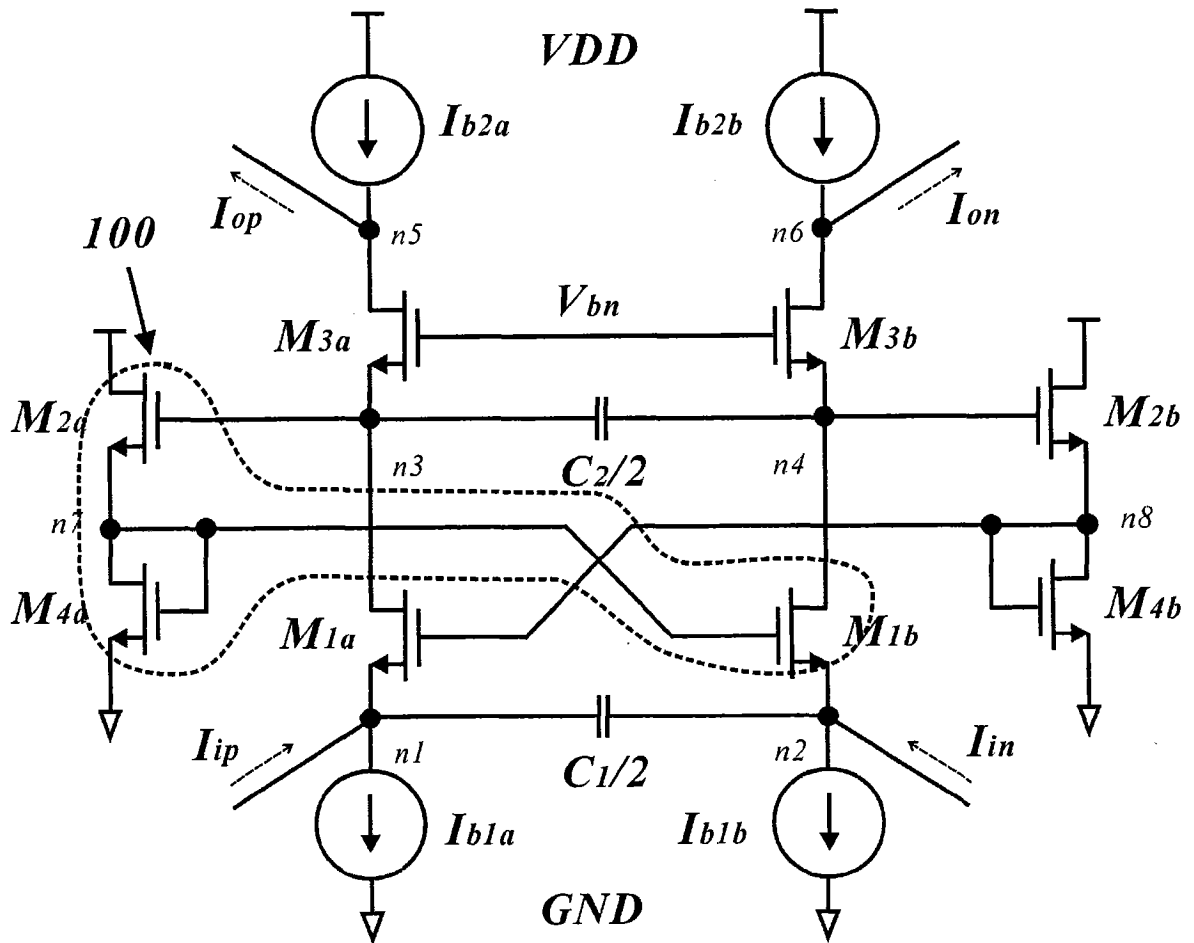 VDD
Ib2a
Ib2b
Iop
Ion
100
n5
n6
Vbn
M3a
M3b
M2a
M2b
n3
C2/2
n4
n7
n8
M4a
M1a
M1b
M4b
Iip
n1
C1/2
n2
Iin
Ib1a
Ib1b
GND